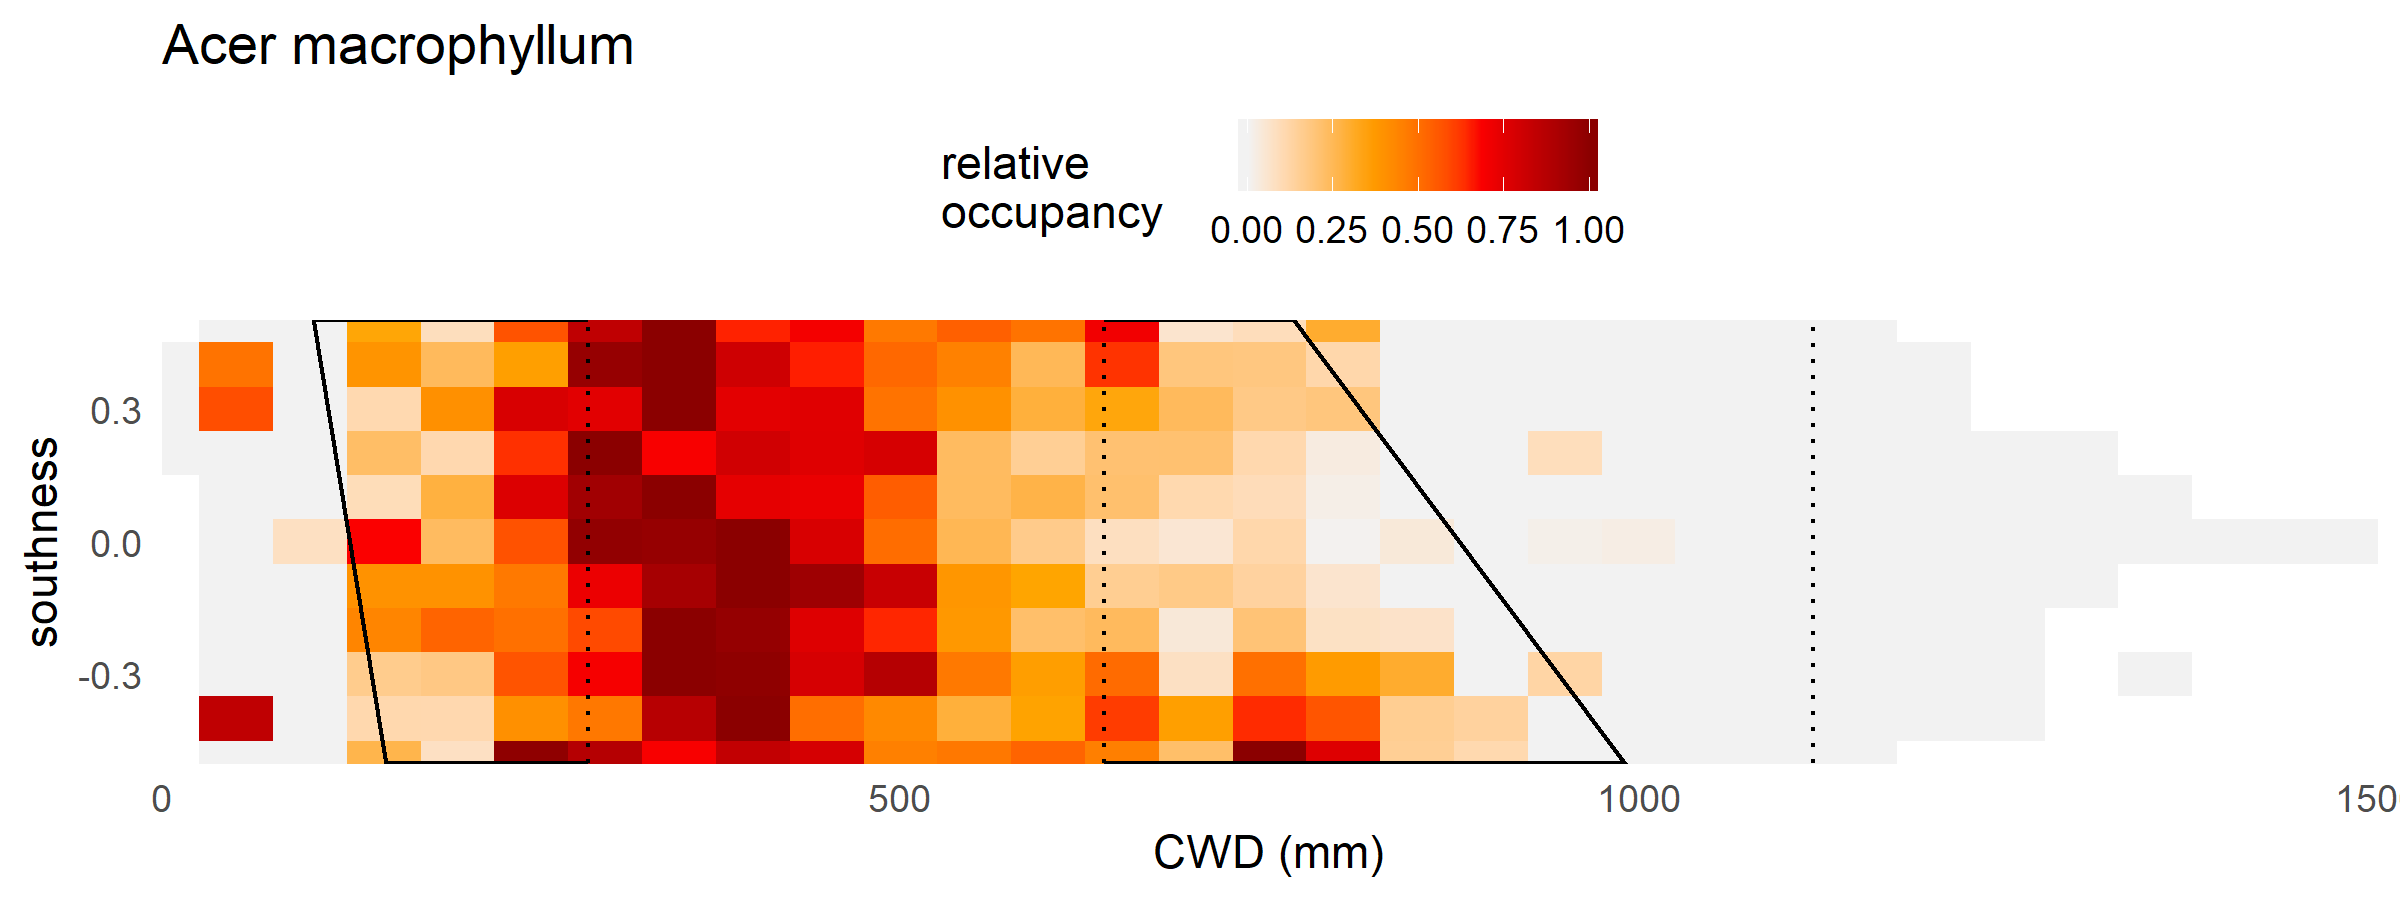 Acer macrophyllum
relative
occupancy
0.00 0.25 0.50 0.75 1.00
southness
0.3
0.0
-0.3
0 500 1000 150
CWD (mm)